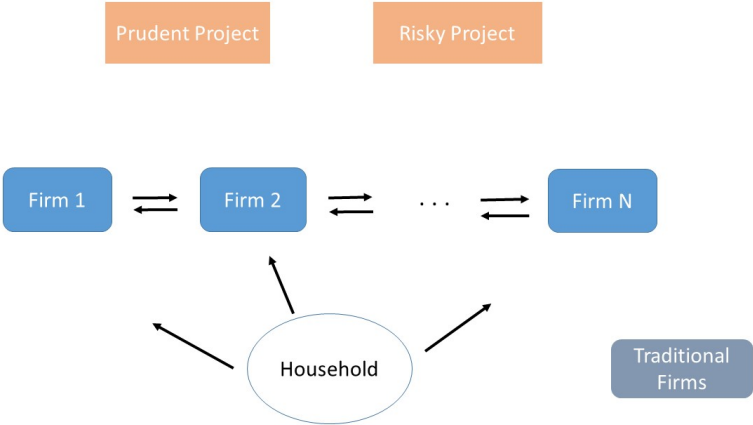 Prudent Project
Risky Project
Firm 1
Firm 2
. . .
Firm N
Household
Traditional
Firms